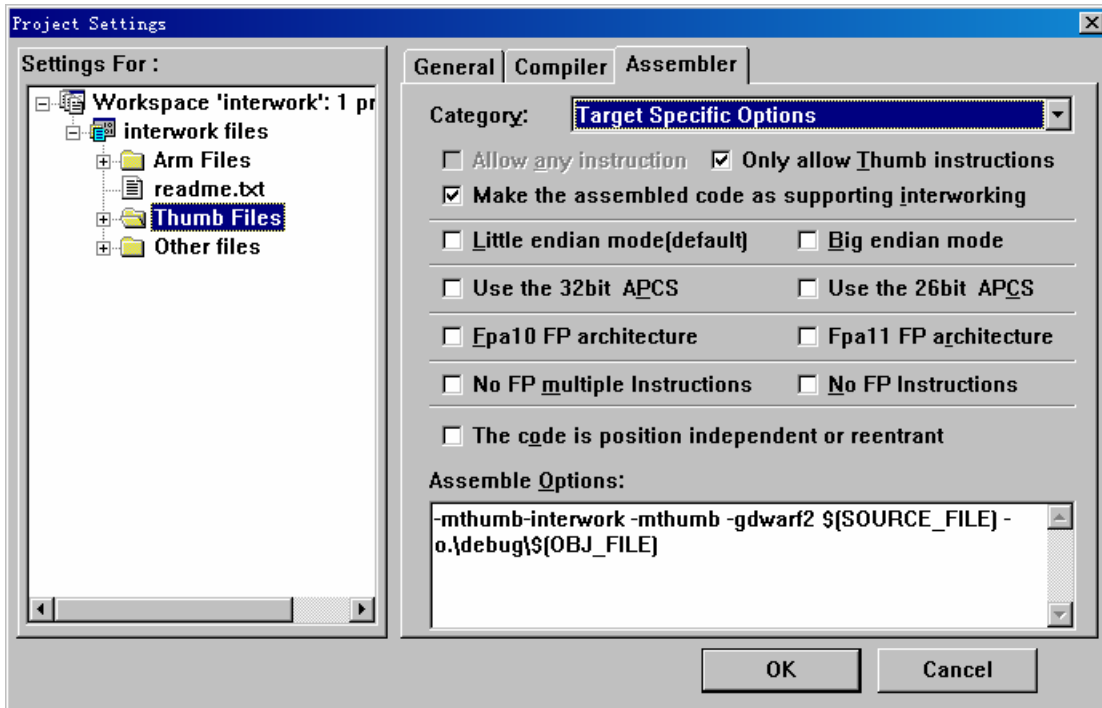 Project Settings
Settings For :
Workspace 'interwork': 1 pr
interwork files
Arm Files
readme.txt
Thumb Files
Other files
General Compiler Assembler
Category: Target Specific Options
Allow any instruction Only allow Thumb instructions
Make the assembled code as supporting interworking
Little endian mode(default) Big endian mode
Use the 32bit APCS Use the 26bit APCS
Fpa10 FP architecture Fpa11 FP architecture
No FP multiple Instructions No FP Instructions
The code is position independent or reentrant
Assemble Options:
-mthumb-interwork -mthumb -gdwarf2 $(SOURCE_FILE) -
o.\debug\$(OBJ_FILE)
OK Cancel